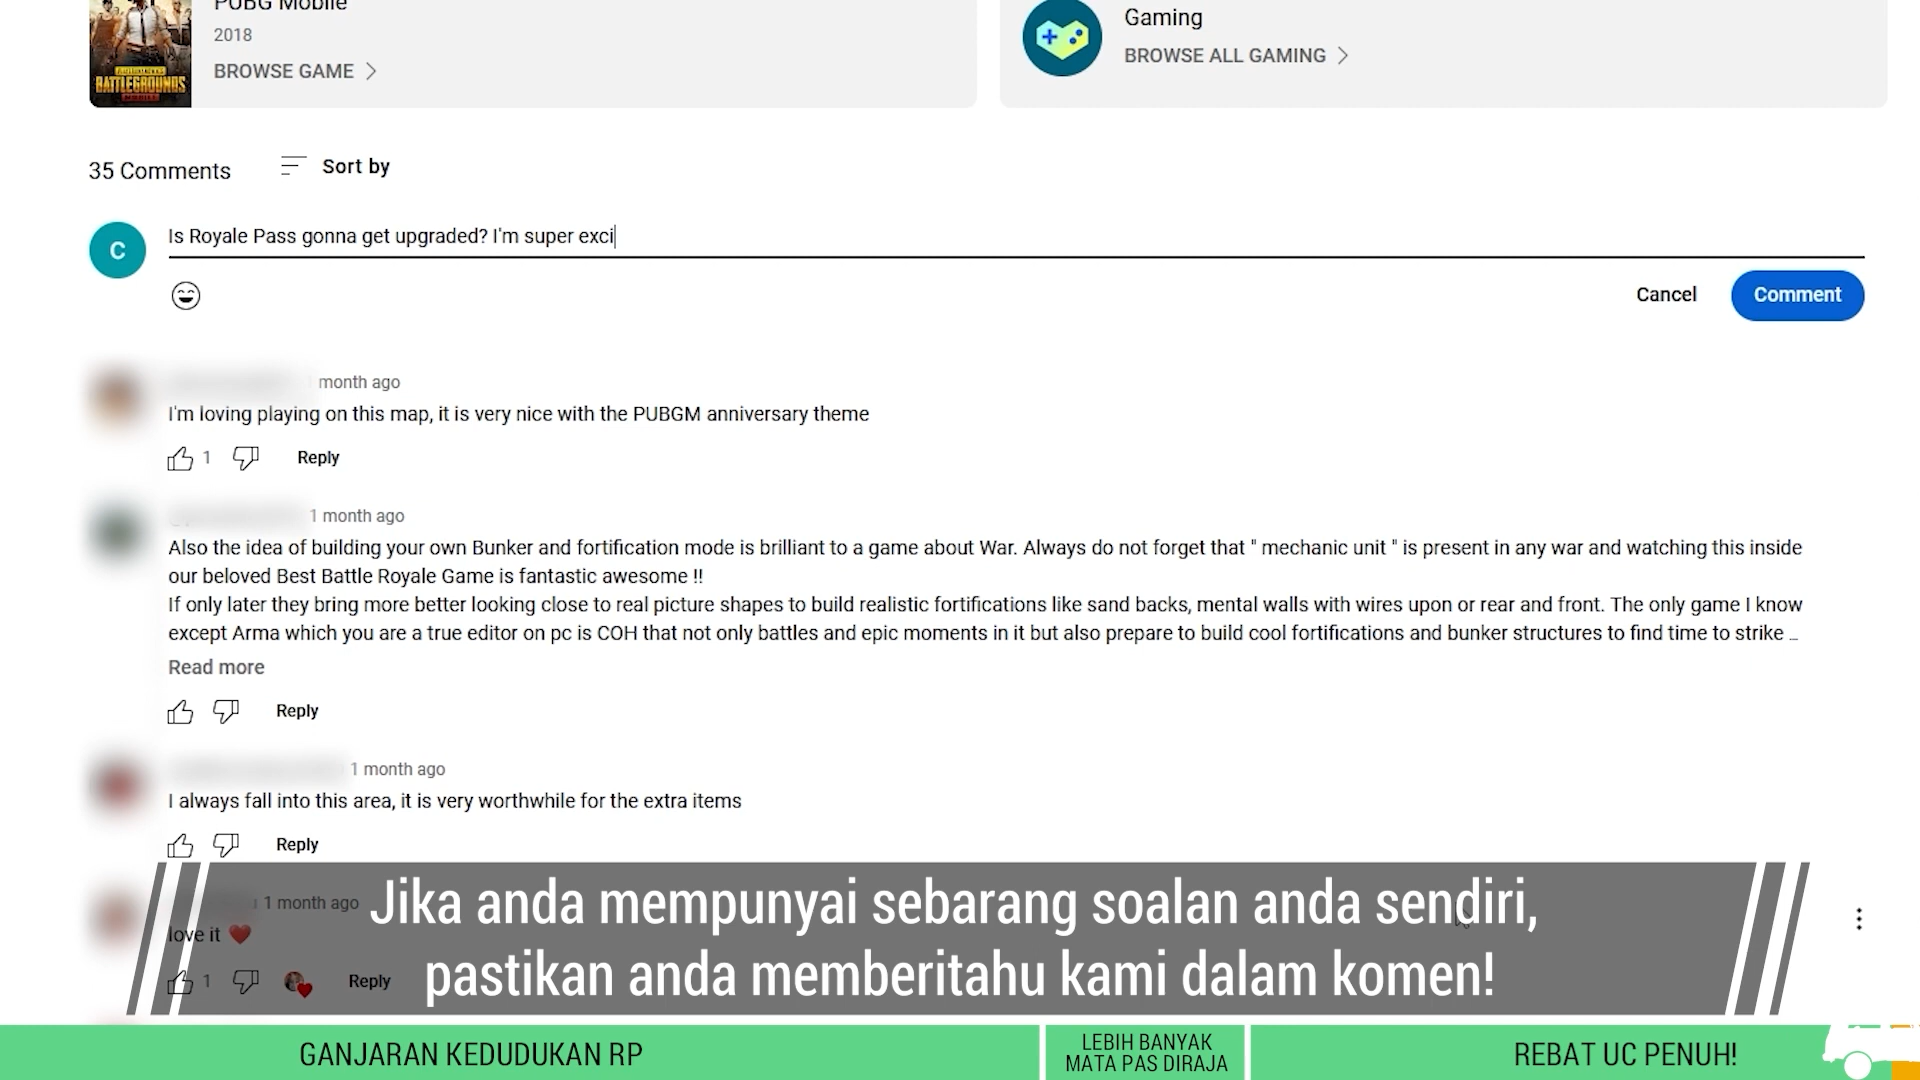 PUBG Mobile
2018
BROWSE GAME
BATTLEGROUNDS
Gaming
BROWSE ALL GAMING
35 Comments
Sort by
C
Is Royale Pass gonna get upgraded? I'm super exci
Cancel
Comment
month ago
I'm loving playing on this map, it is very nice with the PUBGM anniversary theme
1
Reply
1 month ago
Also the idea of building your own Bunker and fortification mode is brilliant to a game about War. Always do not forget that " mechanic unit " is present in any war and watching this inside
our beloved Best Battle Royale Game is fantastic awesome !!
If only later they bring more better looking close to real picture shapes to build realistic fortifications like sand backs, mental walls with wires upon or rear and front. The only game I know
except Arma which you are a true editor on pc is COH that not only battles and epic moments in it but also prepare to build cool fortifications and bunker structures to find time to strike …
Read more
Reply
1 month ago
I always fall into this area, it is very worthwhile for the extra items
Reply
1 month ago
love it ❤
1
Reply
Jika anda mempunyai sebarang soalan anda sendiri,
pastikan anda memberitahu kami dalam komen!
GANJARAN KEDUDUKAN RP
LEBIH BANYAK
MATA PAS DIRAJA
REBAT UC PENUH!